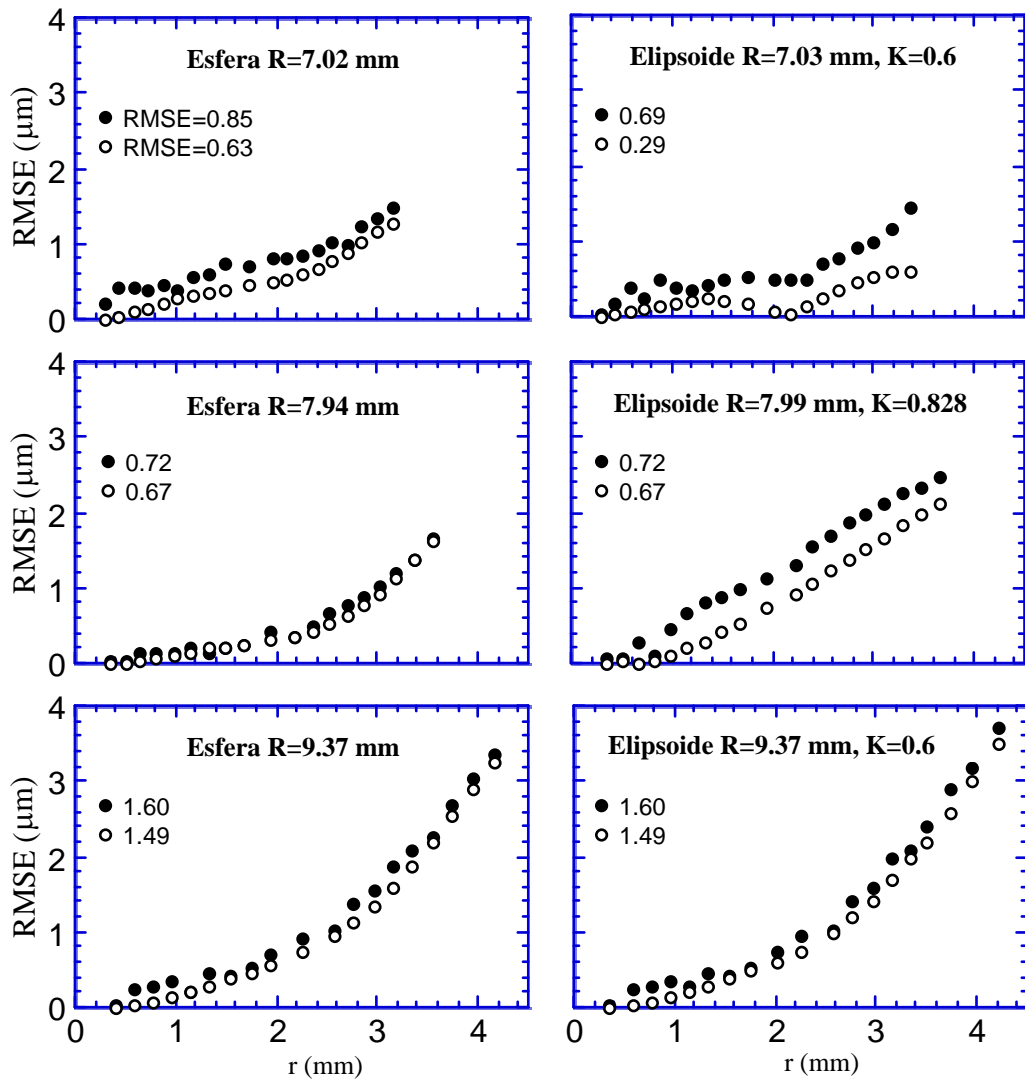 4
3
2
1
0
RMSE (μm)
Esfera R=7.02 mm
RMSE=0.85
RMSE=0.63
Elipsoide R=7.03 mm, K=0.6
0.69
0.29
4
3
2
1
0
RMSE (μm)
Esfera R=7.94 mm
0.72
0.67
Elipsoide R=7.99 mm, K=0.828
0.72
0.67
4
3
2
1
0
RMSE (μm)
Esfera R=9.37 mm
1.60
1.49
0 1 2 3 4
r (mm)
Elipsoide R=9.37 mm, K=0.6
1.60
1.49
0 1 2 3 4
r (mm)